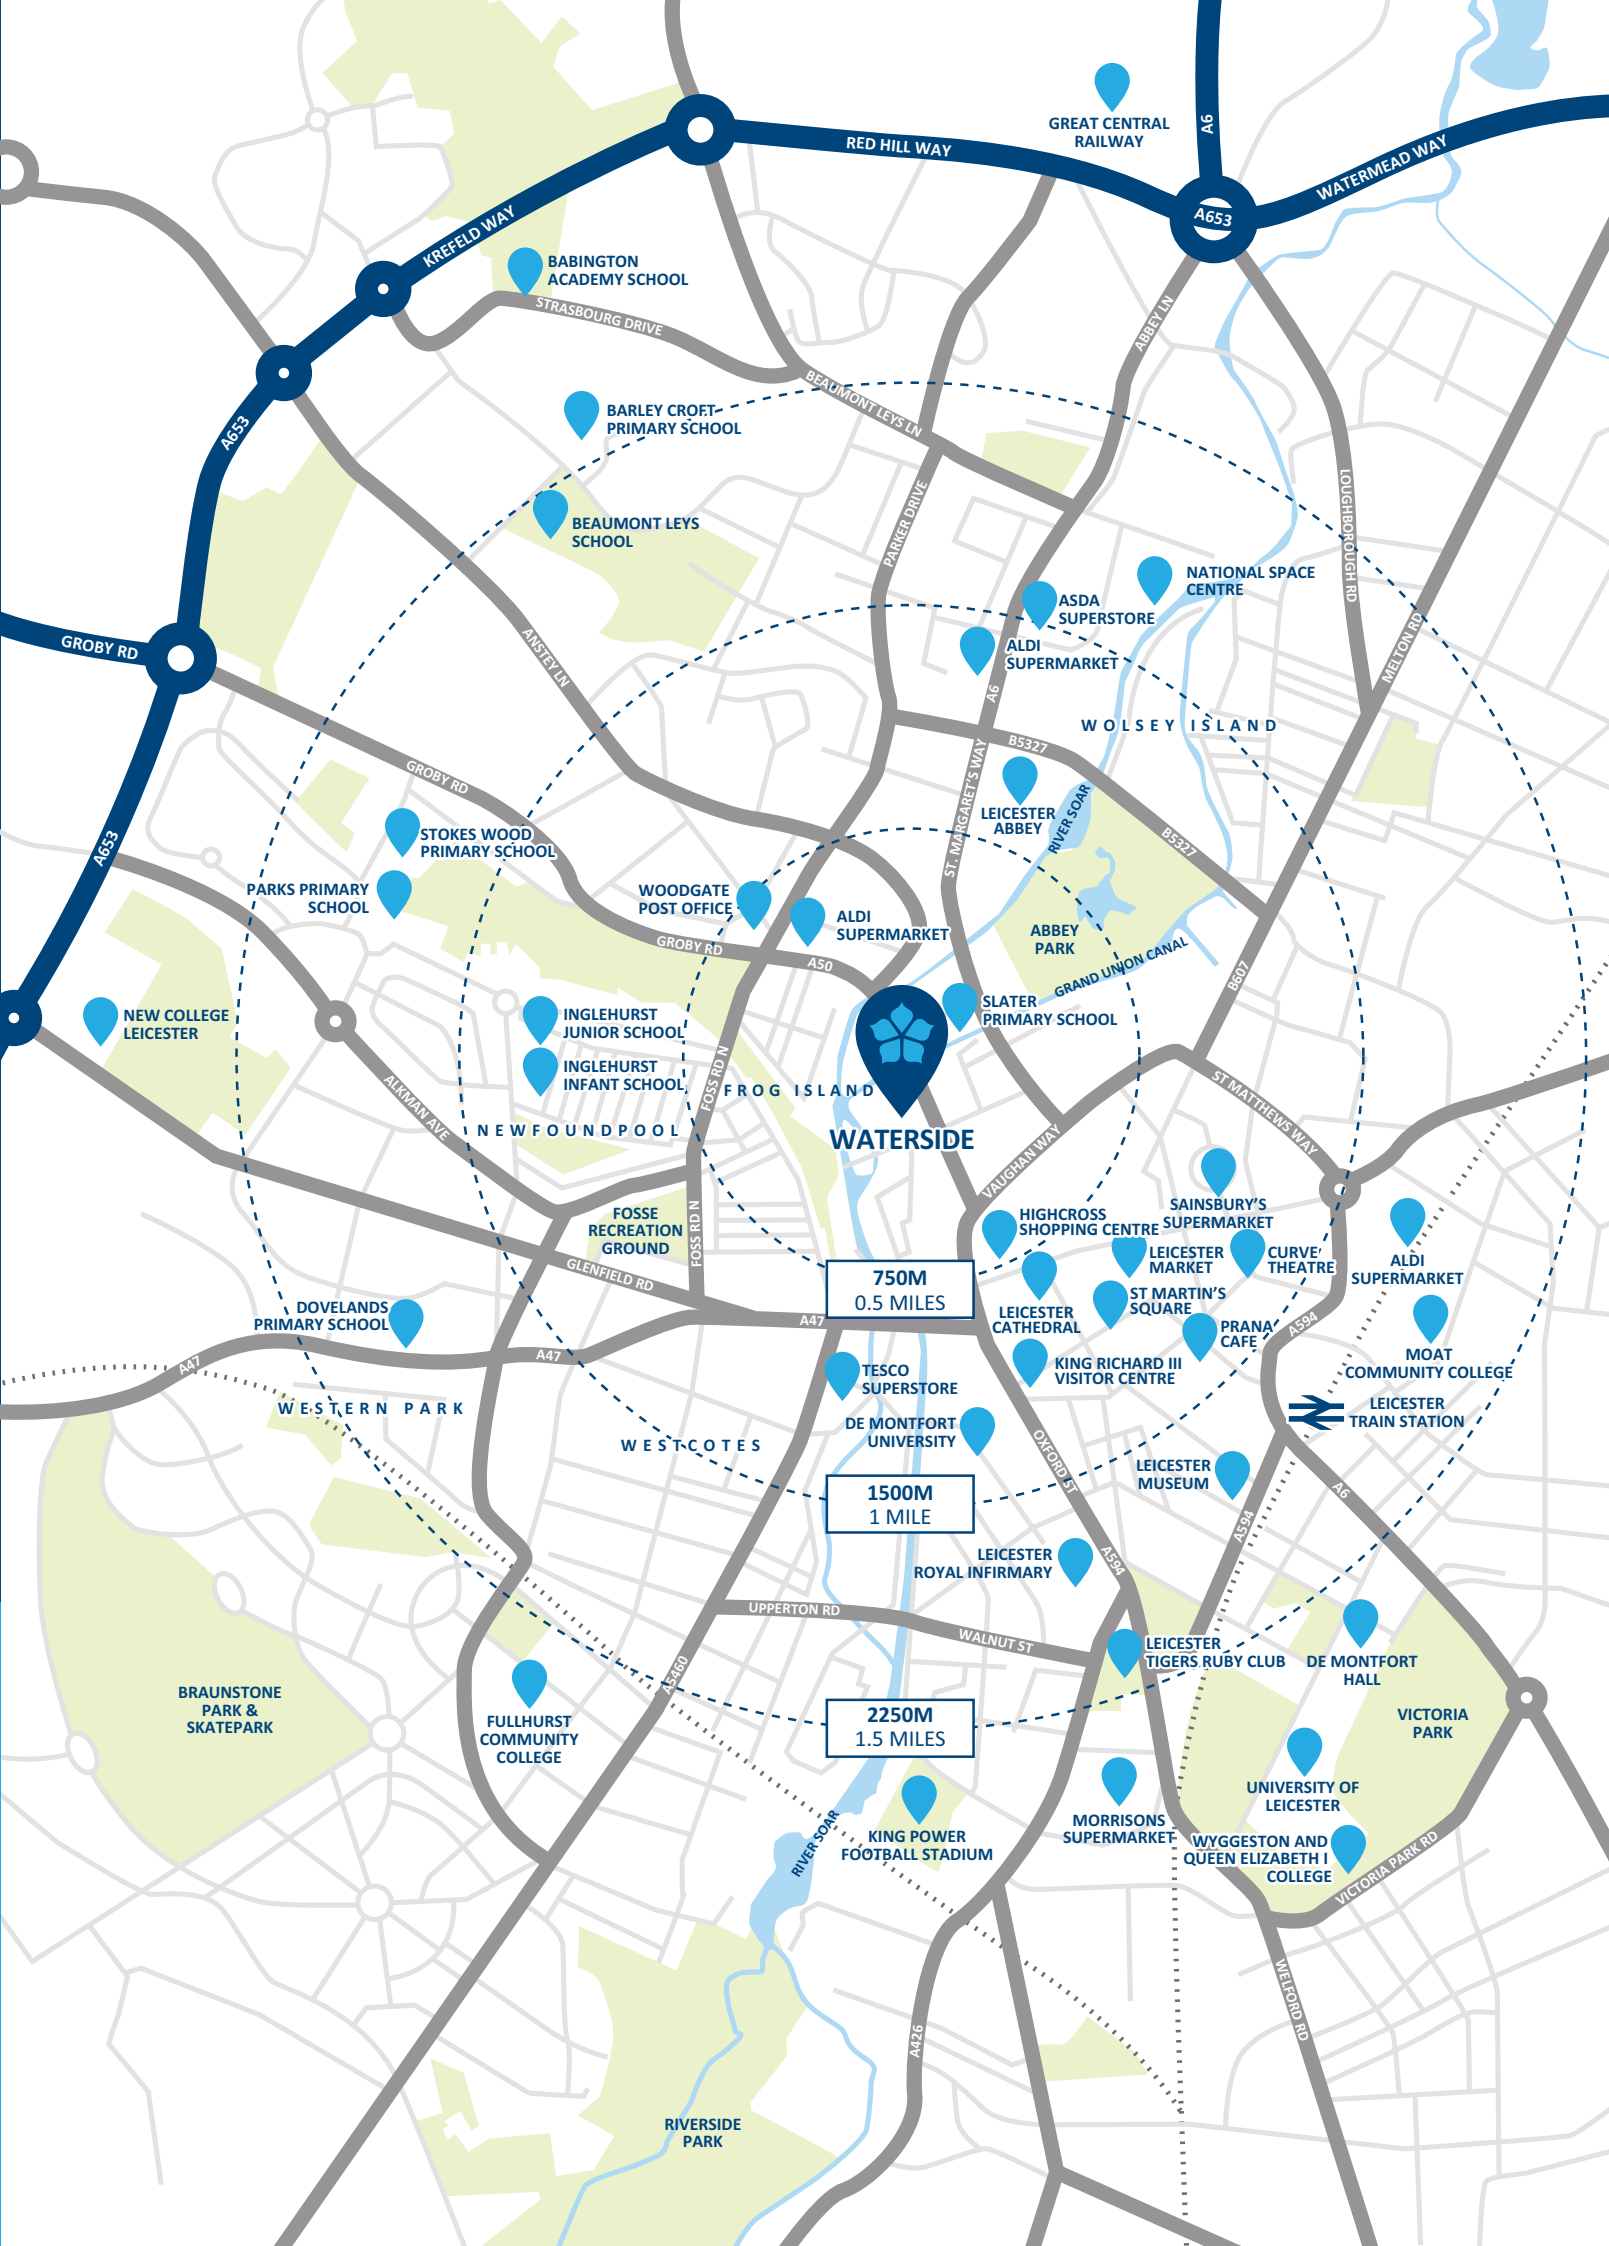 GREAT CENTRAL
RAILWAY
A6
RED HILL WAY
WATERMEAD WAY
A653
KREFELD WAY
BABINGTON
ACADEMY SCHOOL
STRASBOURG DRIVE
ABBEY LN
BEAUMONT LEYS LN
A653
BARLEY CROFT
PRIMARY SCHOOL
BEAUMONT LEYS
SCHOOL
PARKER DRIVE
LOUGHBOROUGH RD
NATIONAL SPACE
CENTRE
ASDA
SUPERSTORE
ALDI
SUPERMARKET
GROBY RD
ANSTEY LN
MELTON RD
A6
WOLSEY ISLAND
B5327
GROBY RD
ST. MARGARET'S WAY
LEICESTER
ABBEY
RIVER SOAR
B5327
A653
STOKES WOOD
PRIMARY SCHOOL
PARKS PRIMARY
SCHOOL
WOODGATE
POST OFFICE
ALDI
SUPERMARKET
ABBEY
PARK
GROBY RD
A50
GRAND UNION CANAL
B607
NEW COLLEGE
LEICESTER
INGLEHURST
JUNIOR SCHOOL
SLATER
PRIMARY SCHOOL
INGLEHURST
INFANT SCHOOL
FOSS RD N
FROG ISLAND
ALKMAN AVE
NEWFOUNDPOOL
WATERSIDE
VAUGHAN WAY
ST MATTHEWS WAY
FOSSE
RECREATION
GROUND
FOSS RD N
HIGHCROSS
SHOPPING CENTRE
SAINSBURY'S
SUPERMARKET
GLENFIELD RD
750M
0.5 MILES
LEICESTER
MARKET
CURVE
THEATRE
ALDI
SUPERMARKET
DOVELANDS
PRIMARY SCHOOL
LEICESTER
CATHEDRAL
ST MARTIN'S
SQUARE
A47
A594
PRANA
CAFE
A47
A47
KING RICHARD III
VISITOR CENTRE
MOAT
COMMUNITY COLLEGE
TESCO
SUPERSTORE
WESTERN PARK
LEICESTER
TRAIN STATION
DE MONTFORT
UNIVERSITY
WESTCOTES
OXFORD ST
LEICESTER
MUSEUM
1500M
1 MILE
A6
A594
LEICESTER
ROYAL INFIRMARY
A594
UPPERTON RD
WALNUT ST
LEICESTER
TIGERS RUBY CLUB
DE MONTFORT
HALL
A5460
BRAUNSTONE
PARK &
SKATEPARK
FULLHURST
COMMUNITY
COLLEGE
2250M
1.5 MILES
VICTORIA
PARK
UNIVERSITY OF
LEICESTER
RIVER SOAR
KING POWER
FOOTBALL STADIUM
MORRISONS
SUPERMARKET
WYGGESTON AND
QUEEN ELIZABETH I
COLLEGE
VICTORIA PARK RD
WELFORD RD
A426
RIVERSIDE
PARK